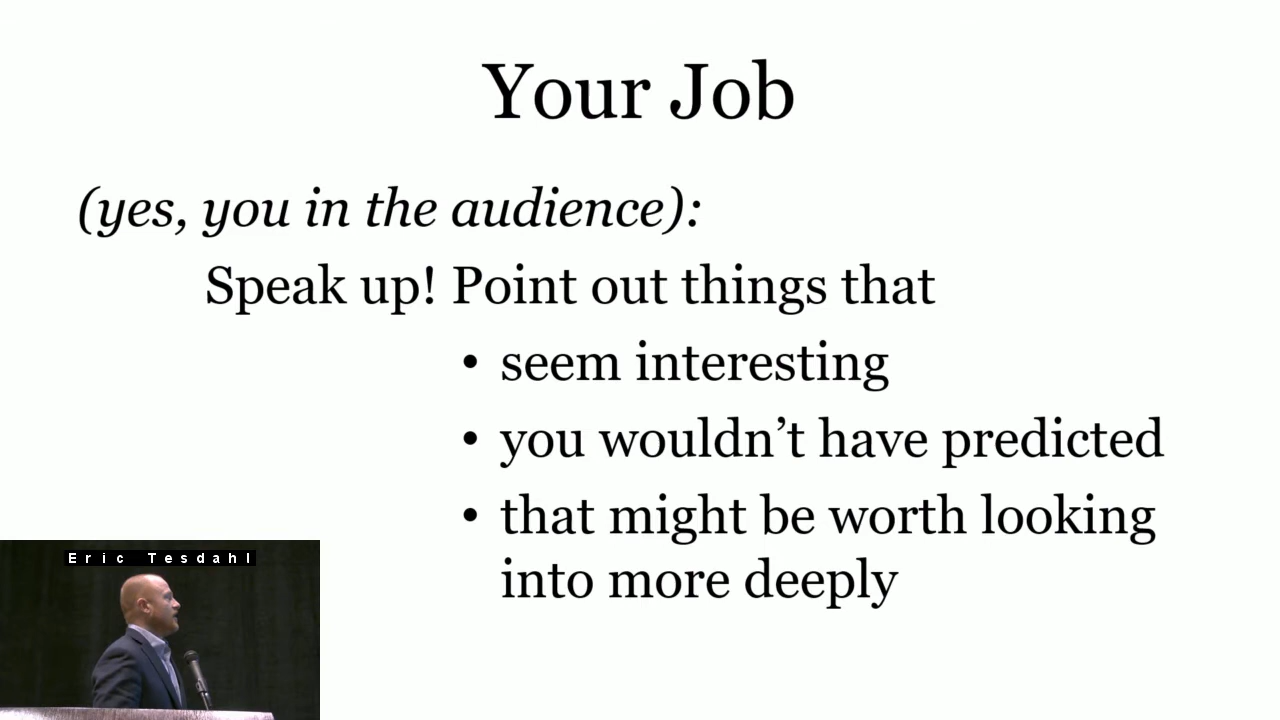 Your Job
(yes, you in the audience):
Speak up! Point out things that
• seem interesting
• you wouldn’t have predicted
• that might be worth looking
into more deeply
Eric Tesdahl